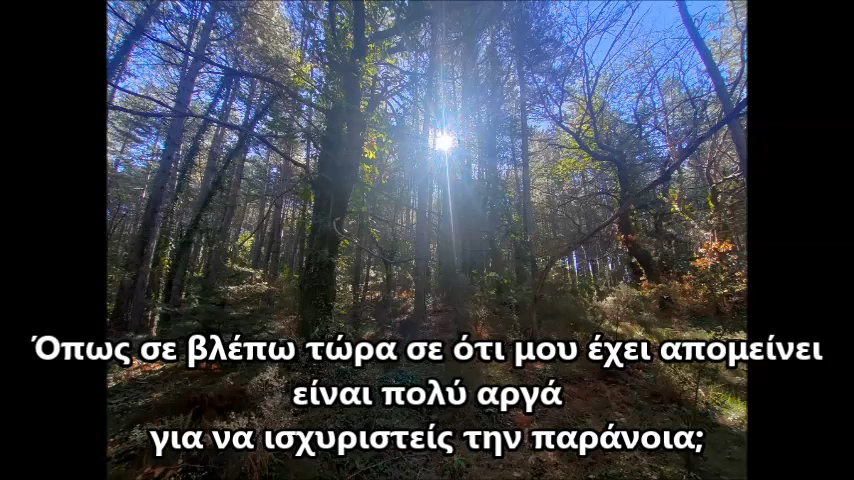 Όπως σε βλέπω τώρα σε ότι μου έχει απομείνει
είναι πολύ αργά
για να ισχυριστείς την παράνοια;